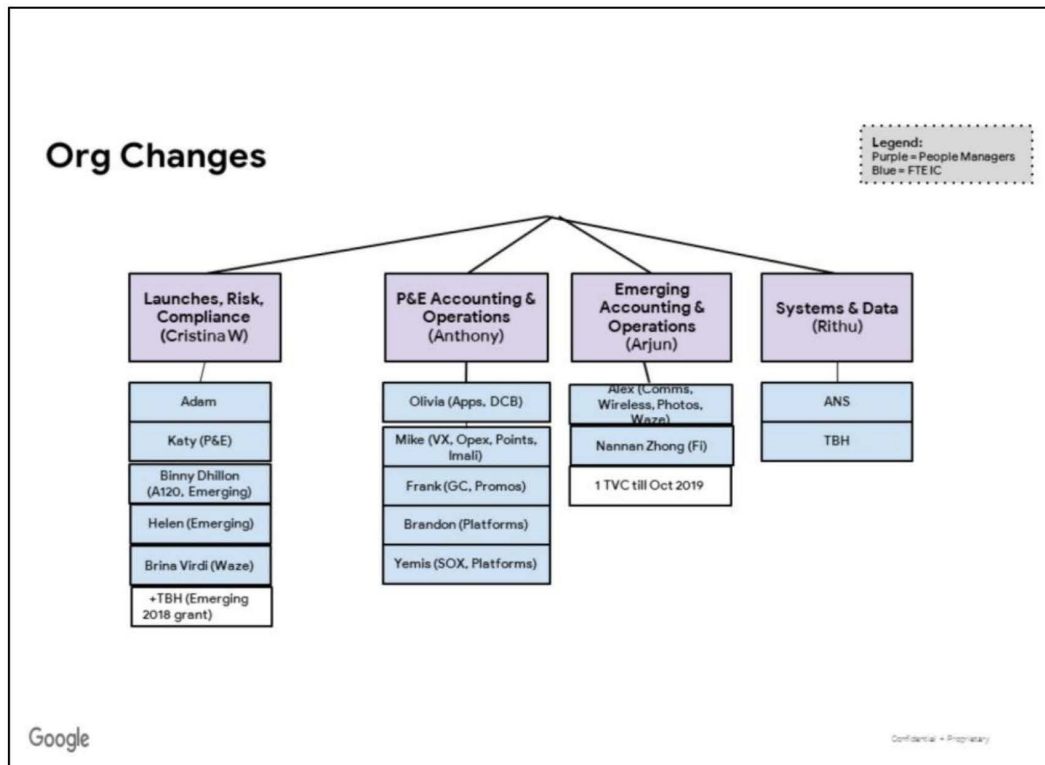 Org Changes
Legend:
Purple = People Managers
Blue = FTE IC
Launches, Risk,
Compliance
(Cristina W)
Adam
Katy (P&E)
Binny Dhillon
(A120, Emerging)
Helen (Emerging)
Brina Virdi (Waze)
+TBH (Emerging
2018 grant)
P&E Accounting &
Operations
(Anthony)
Olivia (Apps, DCB)
Mike (VX, Opex, Points,
Imali)
Frank (GC, Promos)
Brandon (Platforms)
Yemis (SOX, Platforms)
Emerging
Accounting &
Operations
(Arjun)
Alex (Comms,
Wireless, Photos,
Waze)
Nannan Zhong (Fi)
1 TVC till Oct 2019
Systems & Data
(Rithu)
ANS
TBH
Google
Confidential + Proprietary